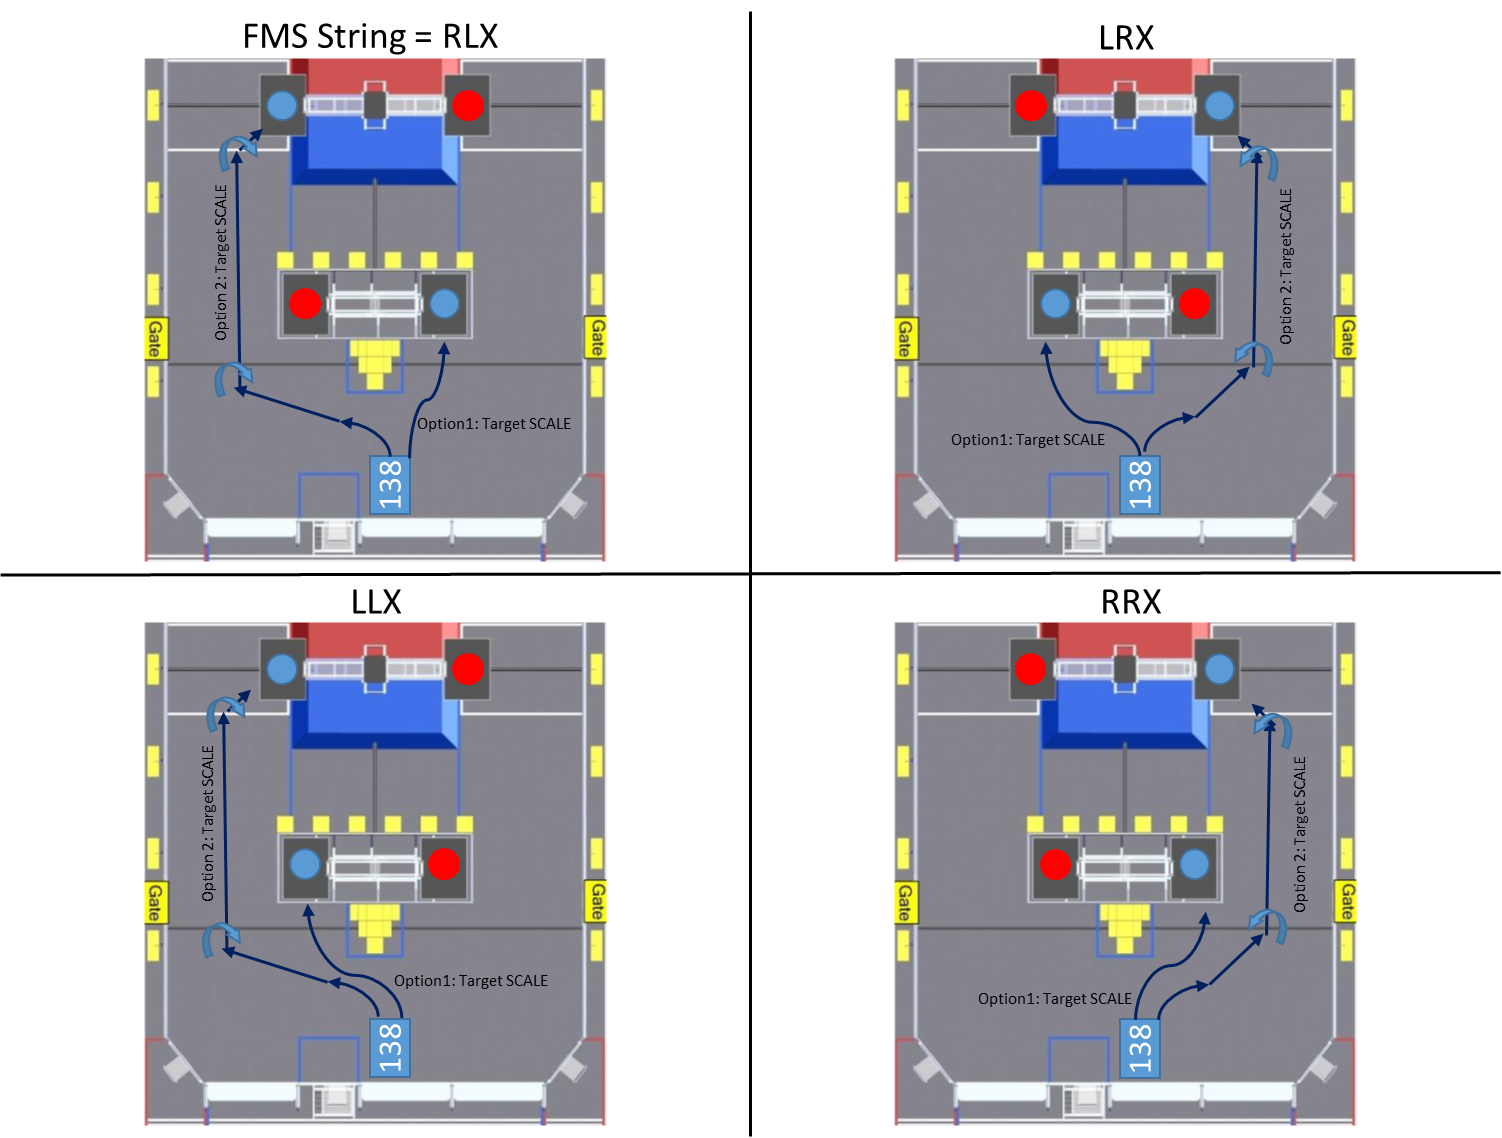 FMS String = RLX
Option 2: Target SCALE
Gate
Gate
Option1: Target SCALE
138
LRX
Option 2: Target SCALE
Gate
Gate
Option1: Target SCALE
138
LLX
Option 2: Target SCALE
Gate
Gate
Option1: Target SCALE
138
RRX
Option 2: Target SCALE
Gate
Gate
Option1: Target SCALE
138